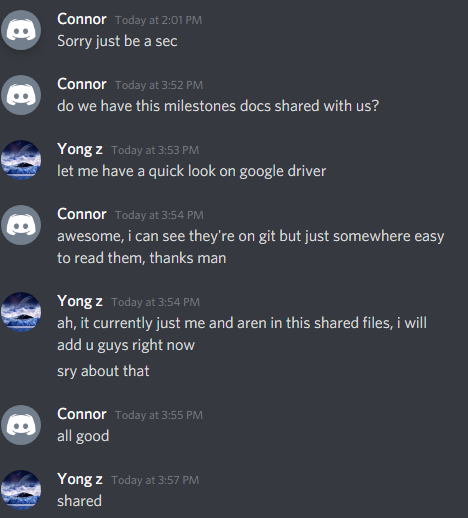 Connor Today at 2:01 PM
Sorry just be a sec
Connor Today at 3:52 PM
do we have this milestones docs shared with us?
Yong z Today at 3:53 PM
let me have a quick look on google driver
Connor Today at 3:54 PM
awesome, i can see they're on git but just somewhere easy
to read them, thanks man
Yong z Today at 3:54 PM
ah, it currently just me and aren in this shared files, i will
add u guys right now
sry about that
Connor Today at 3:55 PM
all good
Yong z Today at 3:57 PM
shared